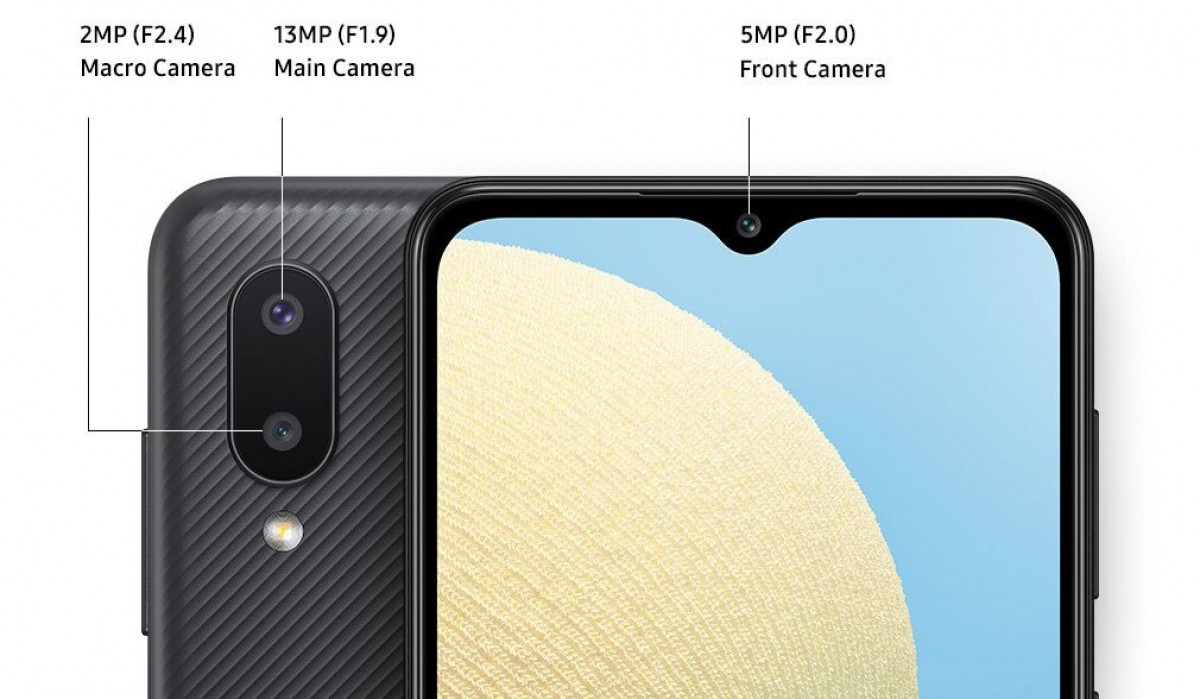 2MP (F2.4)
Macro Camera
13MP (F1.9)
Main Camera
5MP (F2.0)
Front Camera